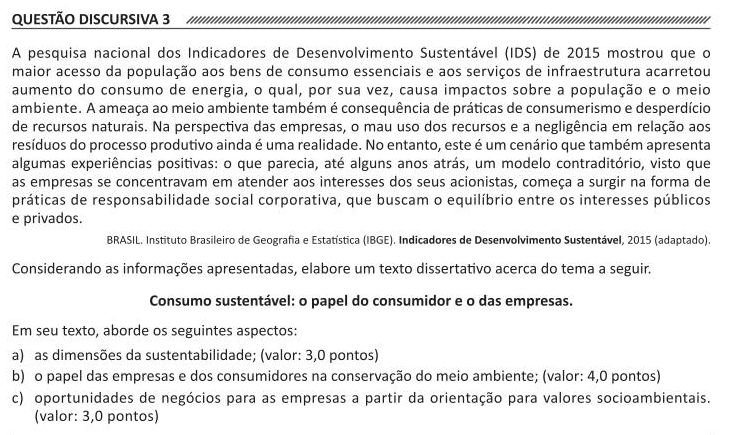 QUESTÃO DISCURSIVA 3
A pesquisa nacional dos Indicadores de Desenvolvimento Sustentável (IDS) de 2015 mostrou que o
maior acesso da população aos bens de consumo essenciais e aos serviços de infraestrutura acarretou
aumento do consumo de energia, o qual, por sua vez, causa impactos sobre a população e o meio
ambiente. A ameaça ao meio ambiente também é consequência de práticas de consumerismo e desperdício
de recursos naturais. Na perspectiva das empresas, o mau uso dos recursos e a negligência em relação aos
resíduos do processo produtivo ainda é uma realidade. No entanto, este é um cenário que também apresenta
algumas experiências positivas: o que parecia, até alguns anos atrás, um modelo contraditório, visto que
as empresas se concentravam em atender aos interesses dos seus acionistas, começa a surgir na forma de
práticas de responsabilidade social corporativa, que buscam o equilíbrio entre os interesses públicos
e privados.
BRASIL. Instituto Brasileiro de Geografia e Estatística (IBGE). Indicadores de Desenvolvimento Sustentável, 2015 (adaptado).
Considerando as informações apresentadas, elabore um texto dissertativo acerca do tema a seguir.
Consumo sustentável: o papel do consumidor e o das empresas.
Em seu texto, aborde os seguintes aspectos:
a) as dimensões da sustentabilidade; (valor: 3,0 pontos)
b) o papel das empresas e dos consumidores na conservação do meio ambiente; (valor: 4,0 pontos)
c) oportunidades de negócios para as empresas a partir da orientação para valores socioambientais.
(valor: 3,0 pontos)